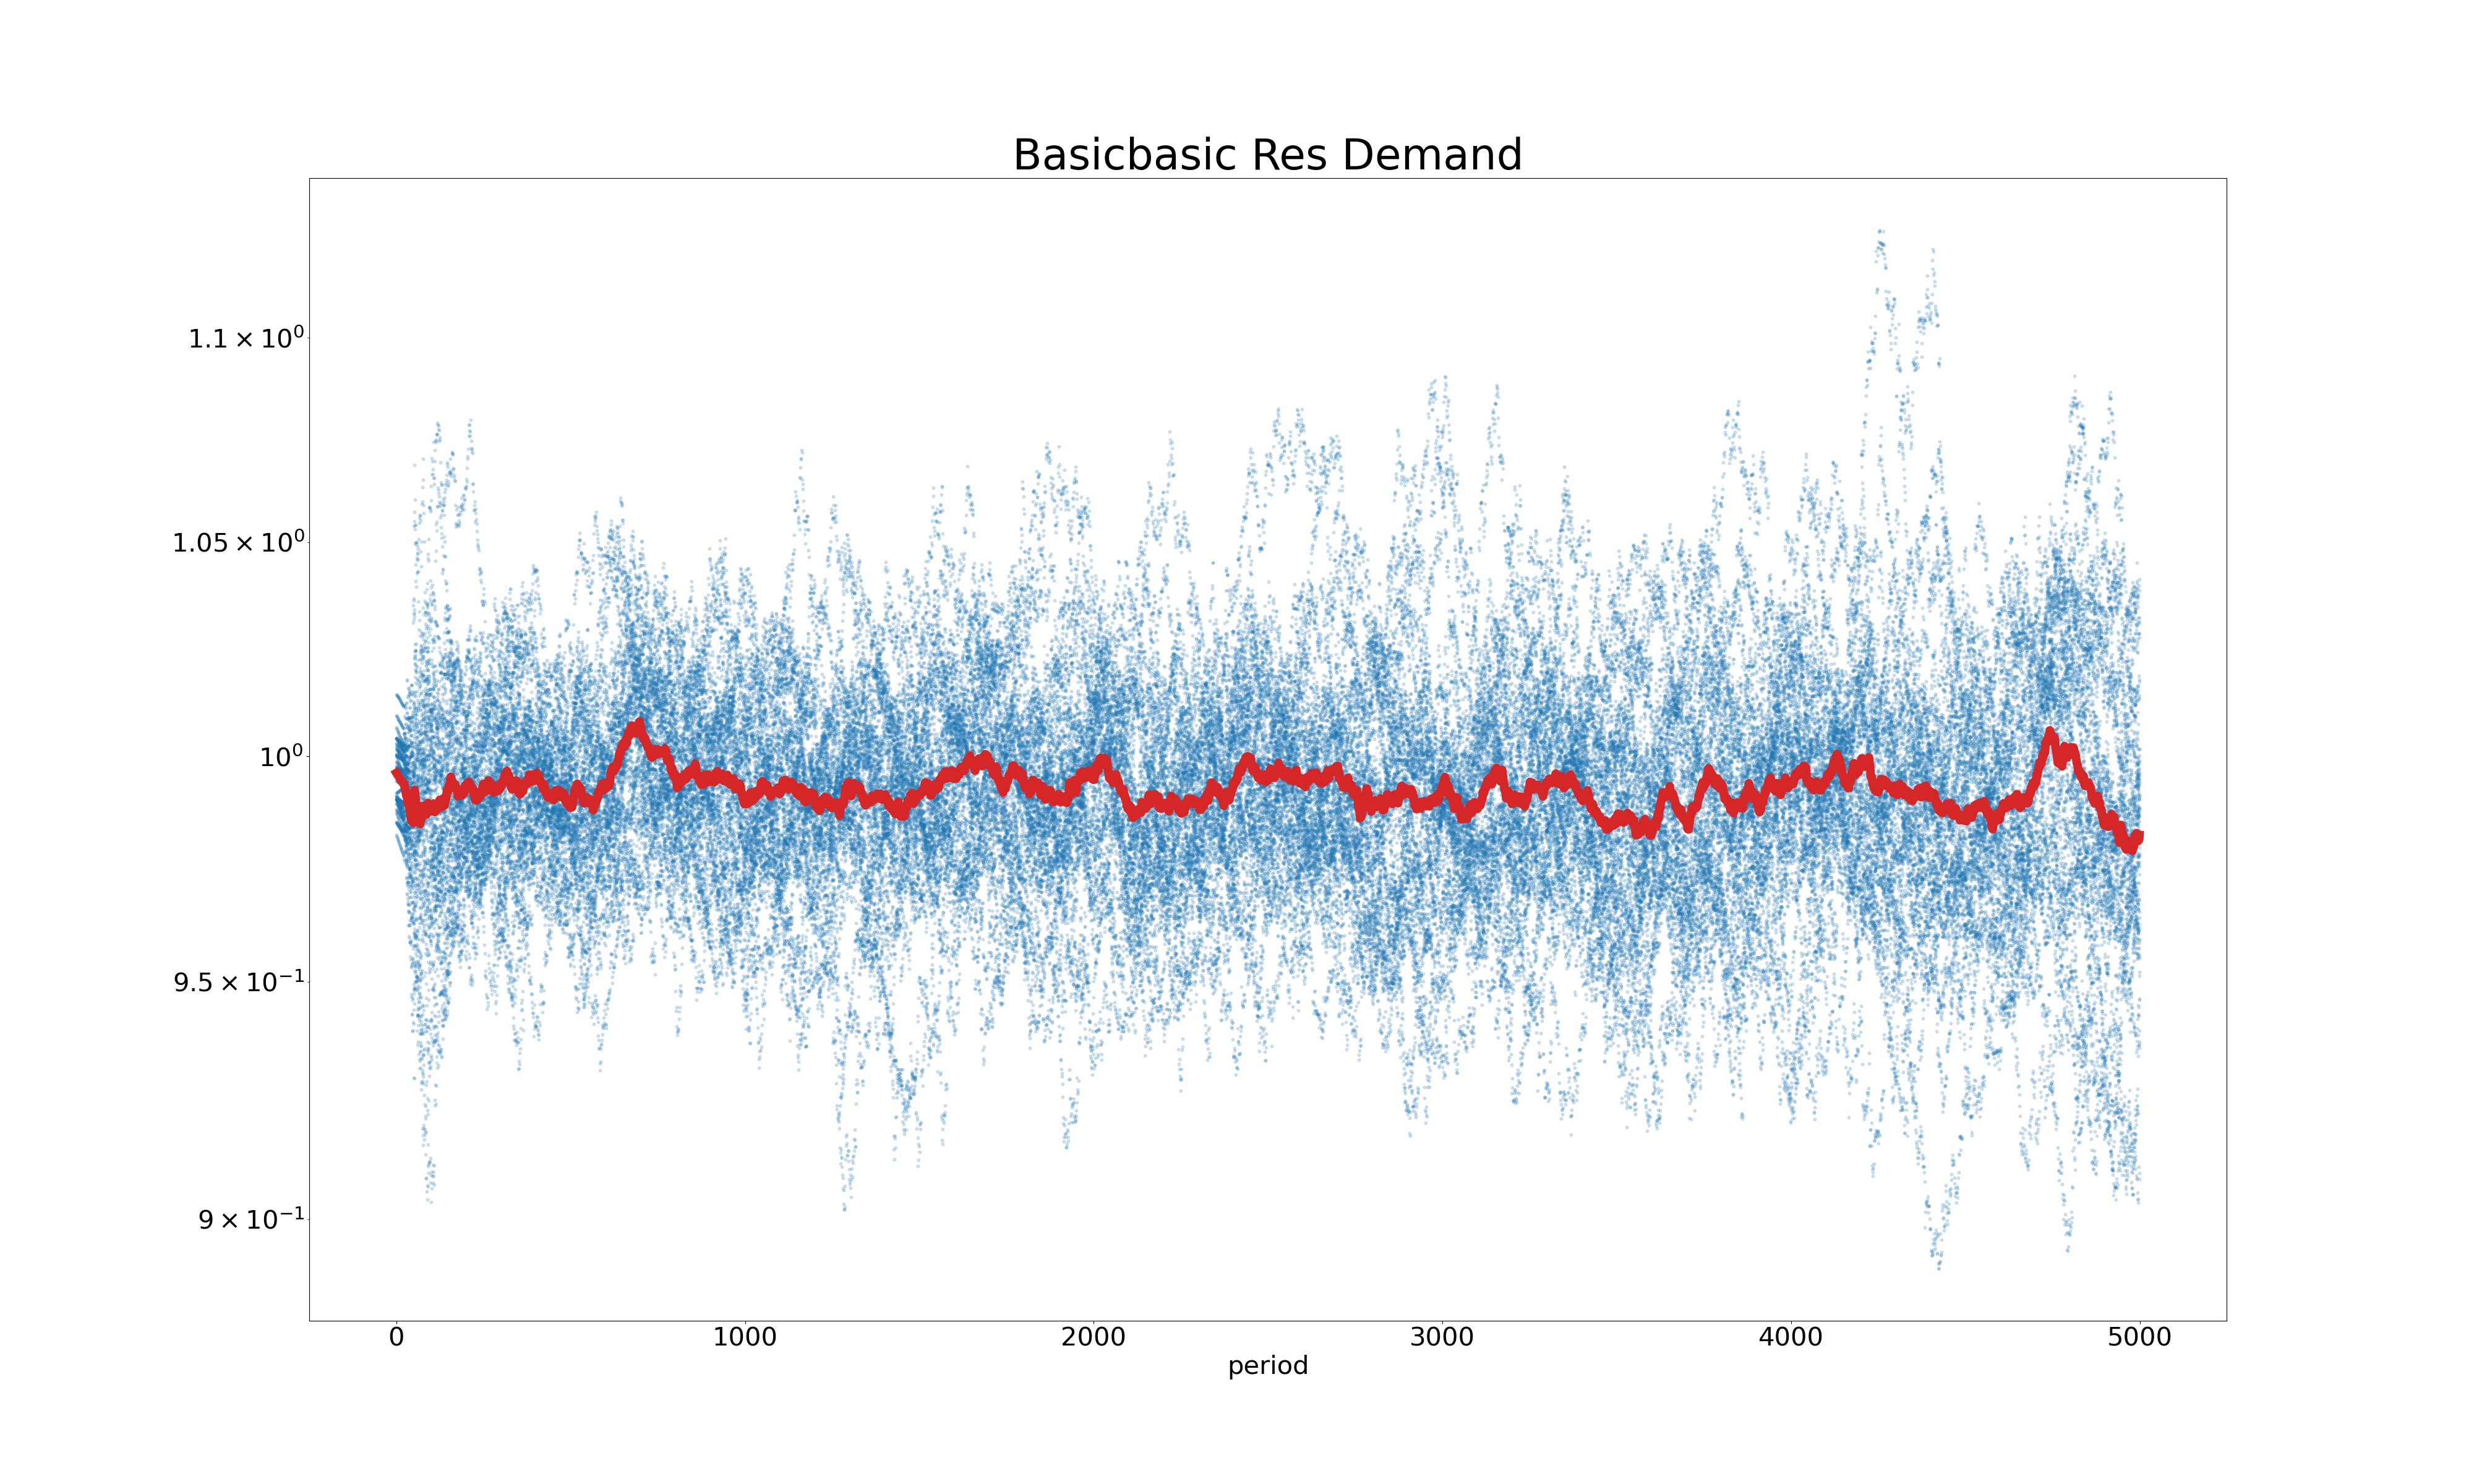 Basicbasic Res Demand
1.1 × 10⁰
1.05 × 10⁰
10⁰
9.5 × 10⁻¹
9 × 10⁻¹
0 1000 2000 3000 4000 5000
period